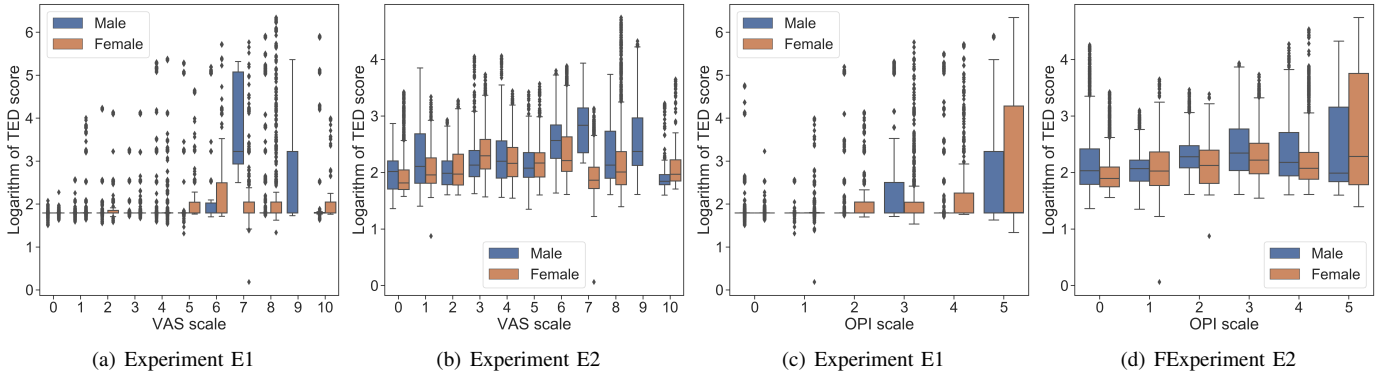 Logarithm of TED score
6
5
4
3
2
1
0
Male
Female
0 1 2 3 4 5 6 7 8 9 10
VAS scale
(a) Experiment E1
Logarithm of TED score
4
3
2
1
0
Male
Female
0 1 2 3 4 5 6 7 8 9 10
VAS scale
(b) Experiment E2
Logarithm of TED score
6
5
4
3
2
1
0
Male
Female
0 1 2 3 4 5
OPI scale
(c) Experiment E1
Logarithm of TED score
4
3
2
1
0
Male
Female
0 1 2 3 4 5
OPI scale
(d) FExperiment E2